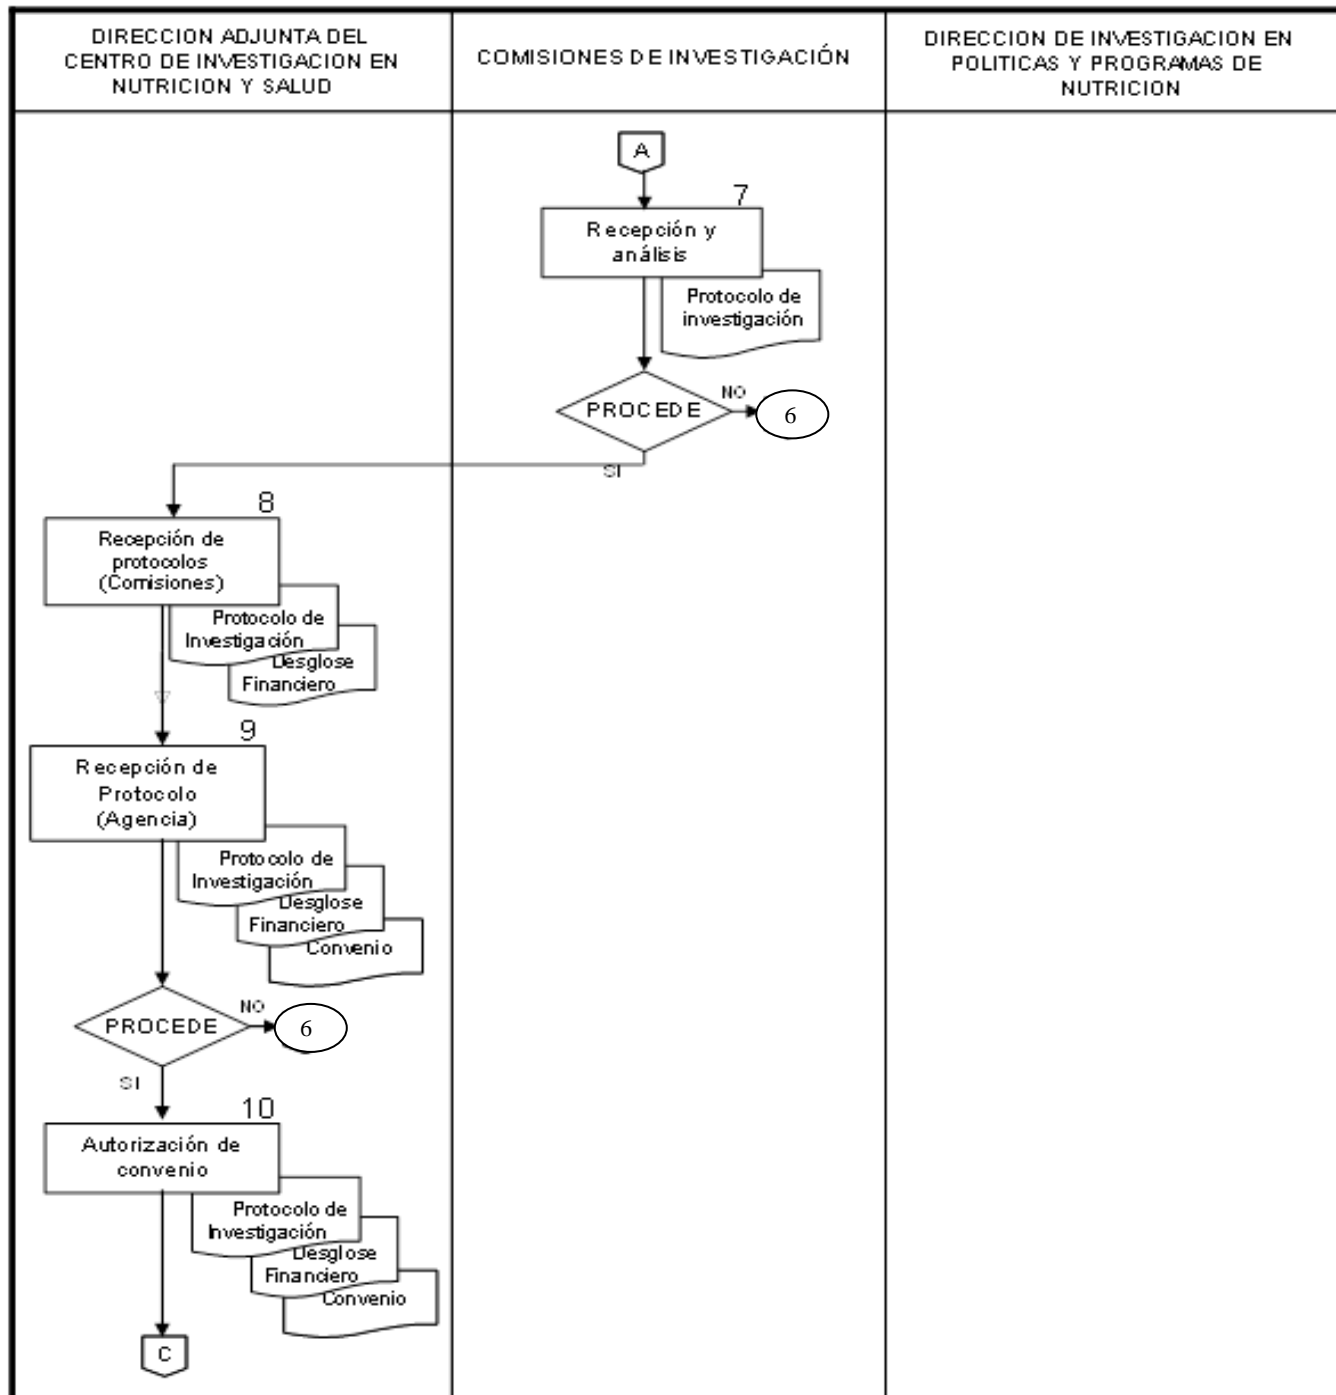 DIRECCION ADJUNTA DEL
CENTRO DE INVESTIGACION EN
NUTRICION Y SALUD
COMISIONES DE INVESTIGACIÓN
DIRECCION DE INVESTIGACION EN
POLITICAS Y PROGRAMAS DE
NUTRICION
A
7
Recepción y
análisis
Protocolo de
investigación
PROCEDE
NO
6
SI
8
Recepción de
protocolos
(Comisiones)
Protocolo de
Investigación
Desglose
Financiero
9
Recepción de
Protocolo
(Agencia)
Protocolo de
Investigación
Desglose
Financiero
Convenio
PROCEDE
NO
6
SI
10
Autorización de
convenio
Protocolo de
Investigación
Desglose
Financiero
Convenio
C